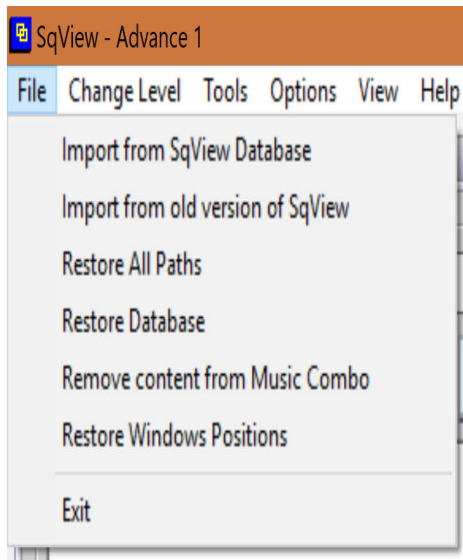 SqView - Advance 1
File Change Level Tools Options View Help
Import from SqView Database
Import from old version of SqView
Restore All Paths
Restore Database
Remove content from Music Combo
Restore Windows Positions
Exit